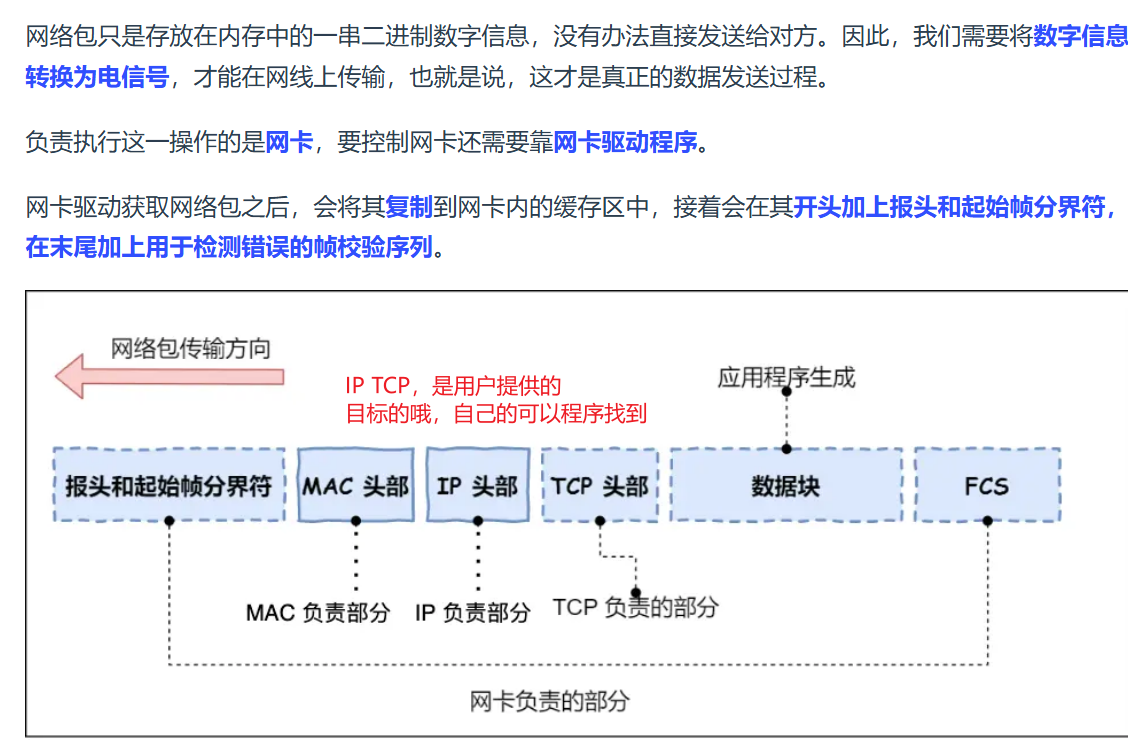 网络包只是存放在内存中的一串二进制数字信息，没有办法直接发送给对方。因此，我们需要将数字信息
转换为电信号，才能在网线上传输，也就是说，这才是真正的数据发送过程。
负责执行这一操作的是网卡，要控制网卡还需要靠网卡驱动程序。
网卡驱动获取网络包之后，会将其复制到网卡内的缓存区中，接着会在其开头加上报头和起始帧分界符，
在末尾加上用于检测错误的帧校验序列。
网络包传输方向
IP TCP，是用户提供的
目标的哦，自己的可以程序找到
应用程序生成
报头和起始帧分界符
MAC 头部
IP 头部
TCP 头部
数据块
FCS
MAC 负责部分
IP 负责部分
TCP 负责的部分
网卡负责的部分